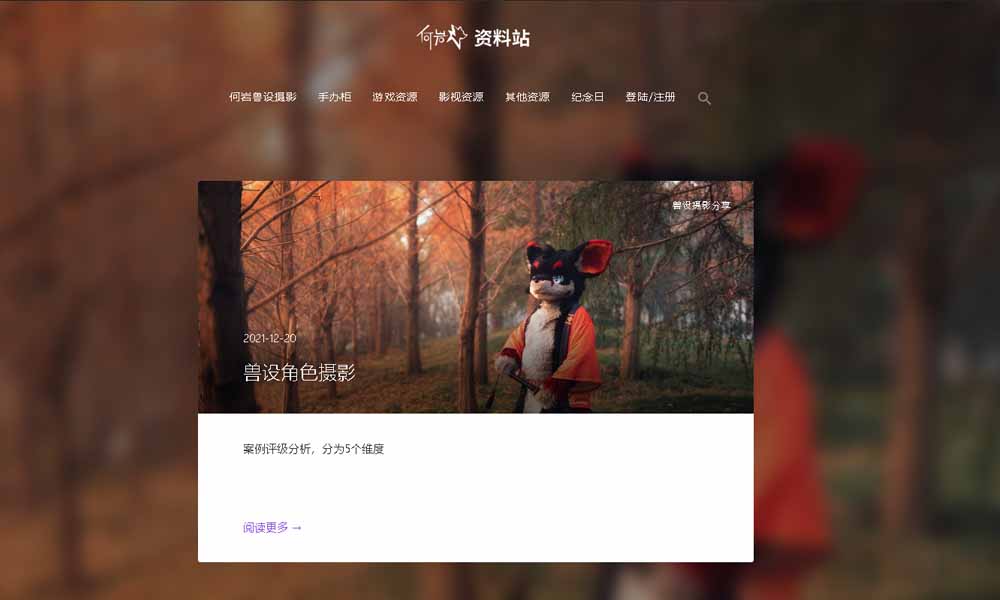 何岩 资料站
何岩兽设摄影 手办柜 游戏资源 影视资源 其他资源 纪念日 登陆/注册
兽设摄影分享
2021-12-20
兽设角色摄影
案例评级分析，分为5个维度
阅读更多 →